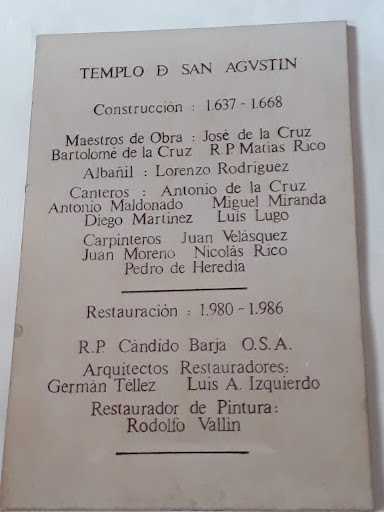 TEMPLO Đ SAN AGVSTIN
Construcción : 1.637 - 1.668
Maestros de Obra : José de la Cruz
Bartolomé de la Cruz R.P. Matías Rico
Albañil : Lorenzo Rodríguez
Canteros : Antonio de la Cruz
Antonio Maldonado Miguel Miranda
Diego Martínez Luis Lugo
Carpinteros Juan Velásquez
Juan Moreno Nicolás Rico
Pedro de Heredia
Restauración : 1.980 - 1.986
R.P. Cándido Barja O.S.A.
Arquitectos Restauradores:
Germán Téllez Luis A. Izquierdo
Restaurador de Pintura:
Rodolfo Vallin